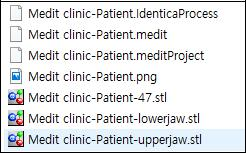 Medit clinic-Patient.IdenticaProcess
Medit clinic-Patient.medit
Medit clinic-Patient.meditProject
Medit clinic-Patient.png
Medit clinic-Patient-47.stl
Medit clinic-Patient-lowerjaw.stl
Medit clinic-Patient-upperjaw.stl